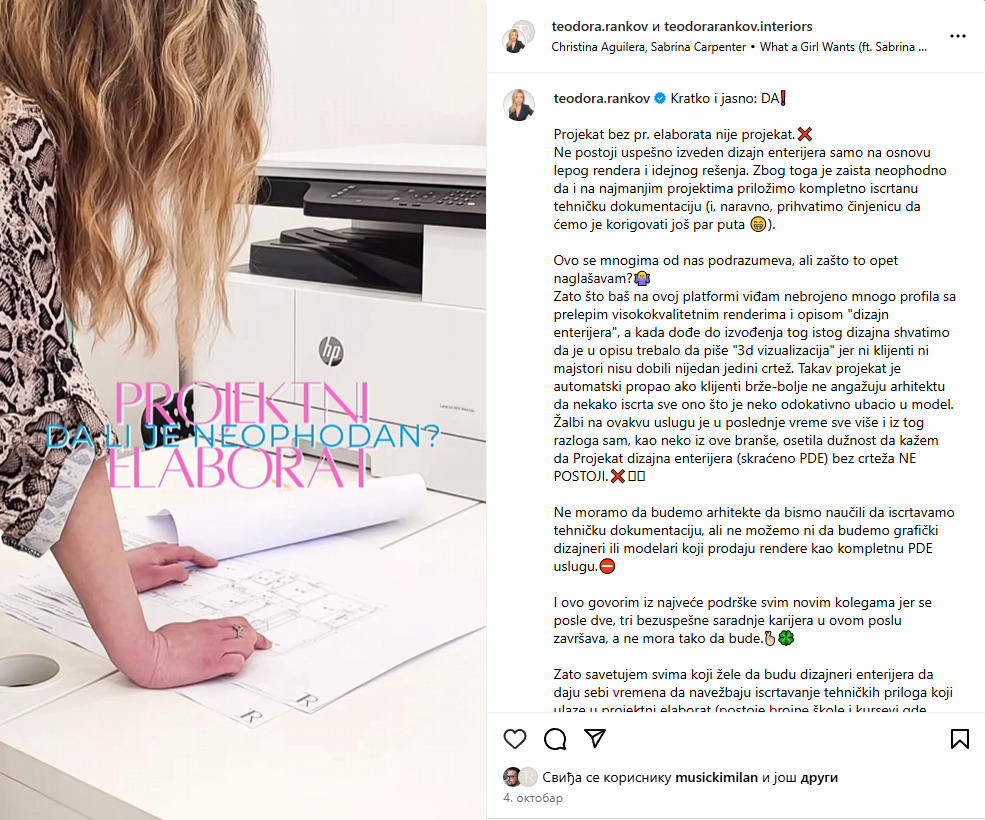 PROJEKTNI
DA LI JE NEOPHODAN?
ELABORAT
hp
teodora.rankov и teodorarankov.interiors
Christina Aguilera, Sabrina Carpenter • What a Girl Wants (ft. Sabrina ...
teodora.rankov Kratko i jasno: DA❗
Projekat bez pr. elaborata nije projekat.❌
Ne postoji uspešno izveden dizajn enterijera samo na osnovu
lepog rendera i idejnog rešenja. Zbog toga je zaista neophodno
da i na najmanjim projektima priložimo kompletno iscrtanu
tehničku dokumentaciju (i, naravno, prihvatimo činjenicu da
ćemo je korigovati još par puta 😁).
Ovo se mnogima od nas podrazumeva, ali zašto to opet
naglašavam?🤷‍♀️
Zato što baš na ovoj platformi viđam nebrojeno mnogo profila sa
prelepim visokokvalitetnim renderima i opisom "dizajn
enterijera", a kada dođe do izvođenja tog istog dizajna shvatimo
da je u opisu trebalo da piše "3d vizualizacija" jer ni klijenti ni
majstori nisu dobili nijedan jedini crtež. Takav projekat je
automatski propao ako klijenti brže-bolje ne angažuju arhitektu
da nekako iscrta sve ono što je neko odokativno ubacio u model.
Žalbi na ovakvu uslugu je u poslednje vreme sve više i iz tog
razloga sam, kao neko iz ove branše, osetila dužnost da kažem
da Projekat dizajna enterijera (skraćeno PDE) bez crteža NE
POSTOJI.❌
Ne moramo da budemo arhitekte da bismo naučili da iscrtavamo
tehničku dokumentaciju, ali ne možemo ni da budemo grafički
dizajneri ili modelari koji prodaju rendere kao kompletnu PDE
uslugu.⛔
I ovo govorim iz najveće podrške svim novim kolegama jer se
posle dve, tri bezuspešne saradnje karijera u ovom poslu
završava, a ne mora tako da bude.🤞🍀
Zato savetujem svima koji žele da budu dizajneri enterijera da
daju sebi vremena da navežbaju iscrtavanje tehničkih priloga koji
ulaze u projektni elaborat (postoje brojne škole i kursevi gde
Свиђа се кориснику musickimilan и још други
4. октобар